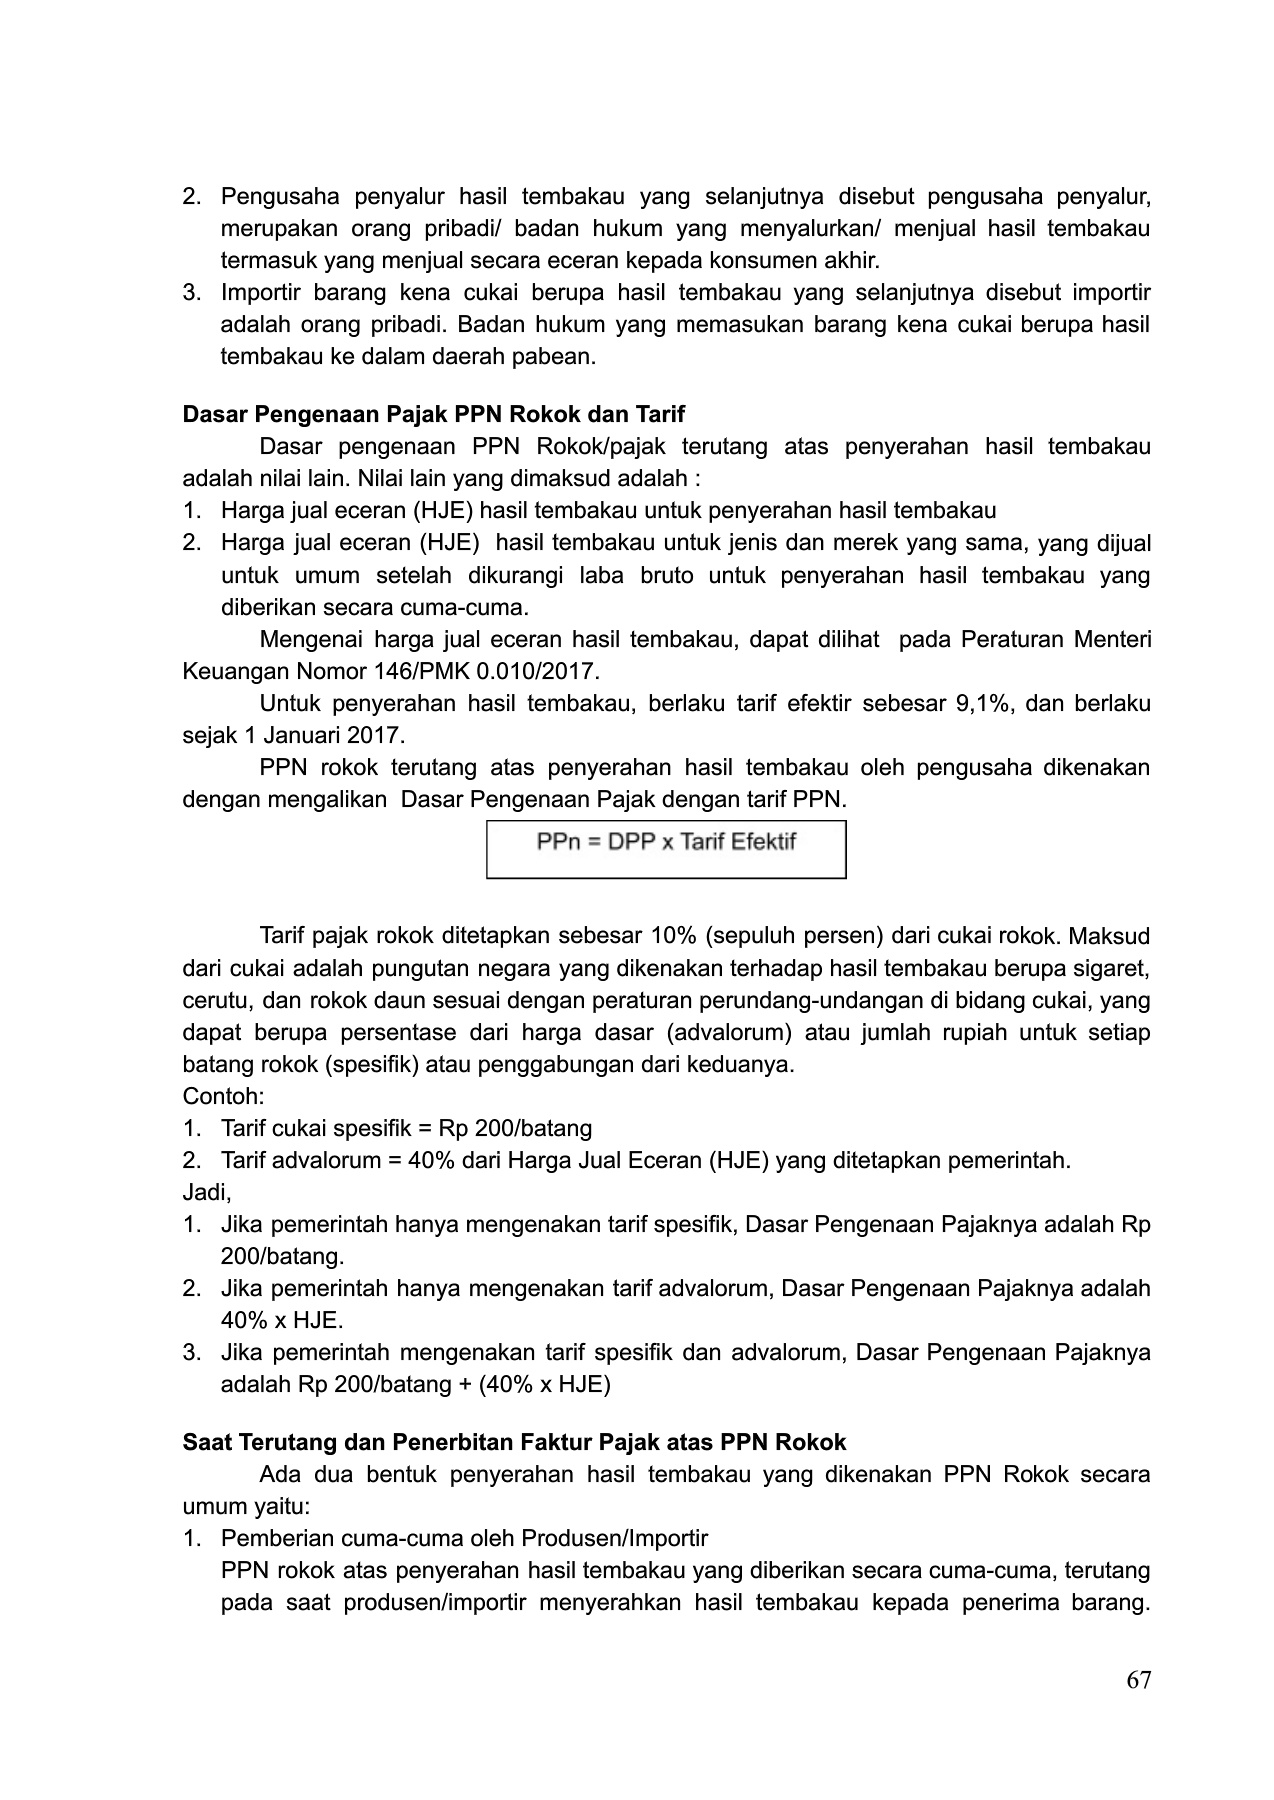 2. Pengusaha penyalur hasil tembakau yang selanjutnya disebut pengusaha penyalur,
merupakan orang pribadi/ badan hukum yang menyalurkan/ menjual hasil tembakau
termasuk yang menjual secara eceran kepada konsumen akhir.
3. Importir barang kena cukai berupa hasil tembakau yang selanjutnya disebut importir
adalah orang pribadi. Badan hukum yang memasukan barang kena cukai berupa hasil
tembakau ke dalam daerah pabean.
Dasar Pengenaan Pajak PPN Rokok dan Tarif
Dasar pengenaan PPN Rokok/pajak terutang atas penyerahan hasil tembakau
adalah nilai lain. Nilai lain yang dimaksud adalah :
1. Harga jual eceran (HJE) hasil tembakau untuk penyerahan hasil tembakau
2. Harga jual eceran (HJE) hasil tembakau untuk jenis dan merek yang sama, yang dijual
untuk umum setelah dikurangi laba bruto untuk penyerahan hasil tembakau yang
diberikan secara cuma-cuma.
Mengenai harga jual eceran hasil tembakau, dapat dilihat pada Peraturan Menteri
Keuangan Nomor 146/PMK 0.010/2017.
Untuk penyerahan hasil tembakau, berlaku tarif efektir sebesar 9,1%, dan berlaku
sejak 1 Januari 2017.
PPN rokok terutang atas penyerahan hasil tembakau oleh pengusaha dikenakan
dengan mengalikan Dasar Pengenaan Pajak dengan tarif PPN.
PPn = DPP x Tarif Efektif
Tarif pajak rokok ditetapkan sebesar 10% (sepuluh persen) dari cukai rokok. Maksud
dari cukai adalah pungutan negara yang dikenakan terhadap hasil tembakau berupa sigaret,
cerutu, dan rokok daun sesuai dengan peraturan perundang-undangan di bidang cukai, yang
dapat berupa persentase dari harga dasar (advalorum) atau jumlah rupiah untuk setiap
batang rokok (spesifik) atau penggabungan dari keduanya.
Contoh:
1. Tarif cukai spesifik = Rp 200/batang
2. Tarif advalorum = 40% dari Harga Jual Eceran (HJE) yang ditetapkan pemerintah.
Jadi,
1. Jika pemerintah hanya mengenakan tarif spesifik, Dasar Pengenaan Pajaknya adalah Rp
200/batang.
2. Jika pemerintah hanya mengenakan tarif advalorum, Dasar Pengenaan Pajaknya adalah
40% x HJE.
3. Jika pemerintah mengenakan tarif spesifik dan advalorum, Dasar Pengenaan Pajaknya
adalah Rp 200/batang + (40% x HJE)
Saat Terutang dan Penerbitan Faktur Pajak atas PPN Rokok
Ada dua bentuk penyerahan hasil tembakau yang dikenakan PPN Rokok secara
umum yaitu:
1. Pemberian cuma-cuma oleh Produsen/Importir
PPN rokok atas penyerahan hasil tembakau yang diberikan secara cuma-cuma, terutang
pada saat produsen/importir menyerahkan hasil tembakau kepada penerima barang.
67